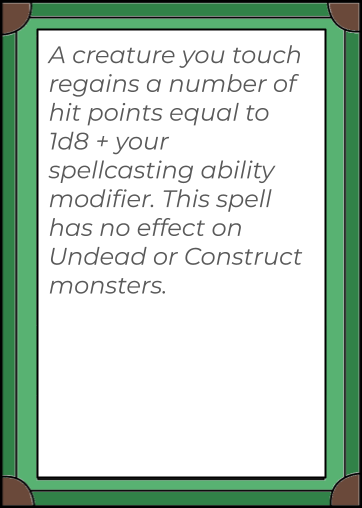 A creature you touch
regains a number of
hit points equal to
1d8 + your
spellcasting ability
modifier. This spell
has no effect on
Undead or Construct
monsters.